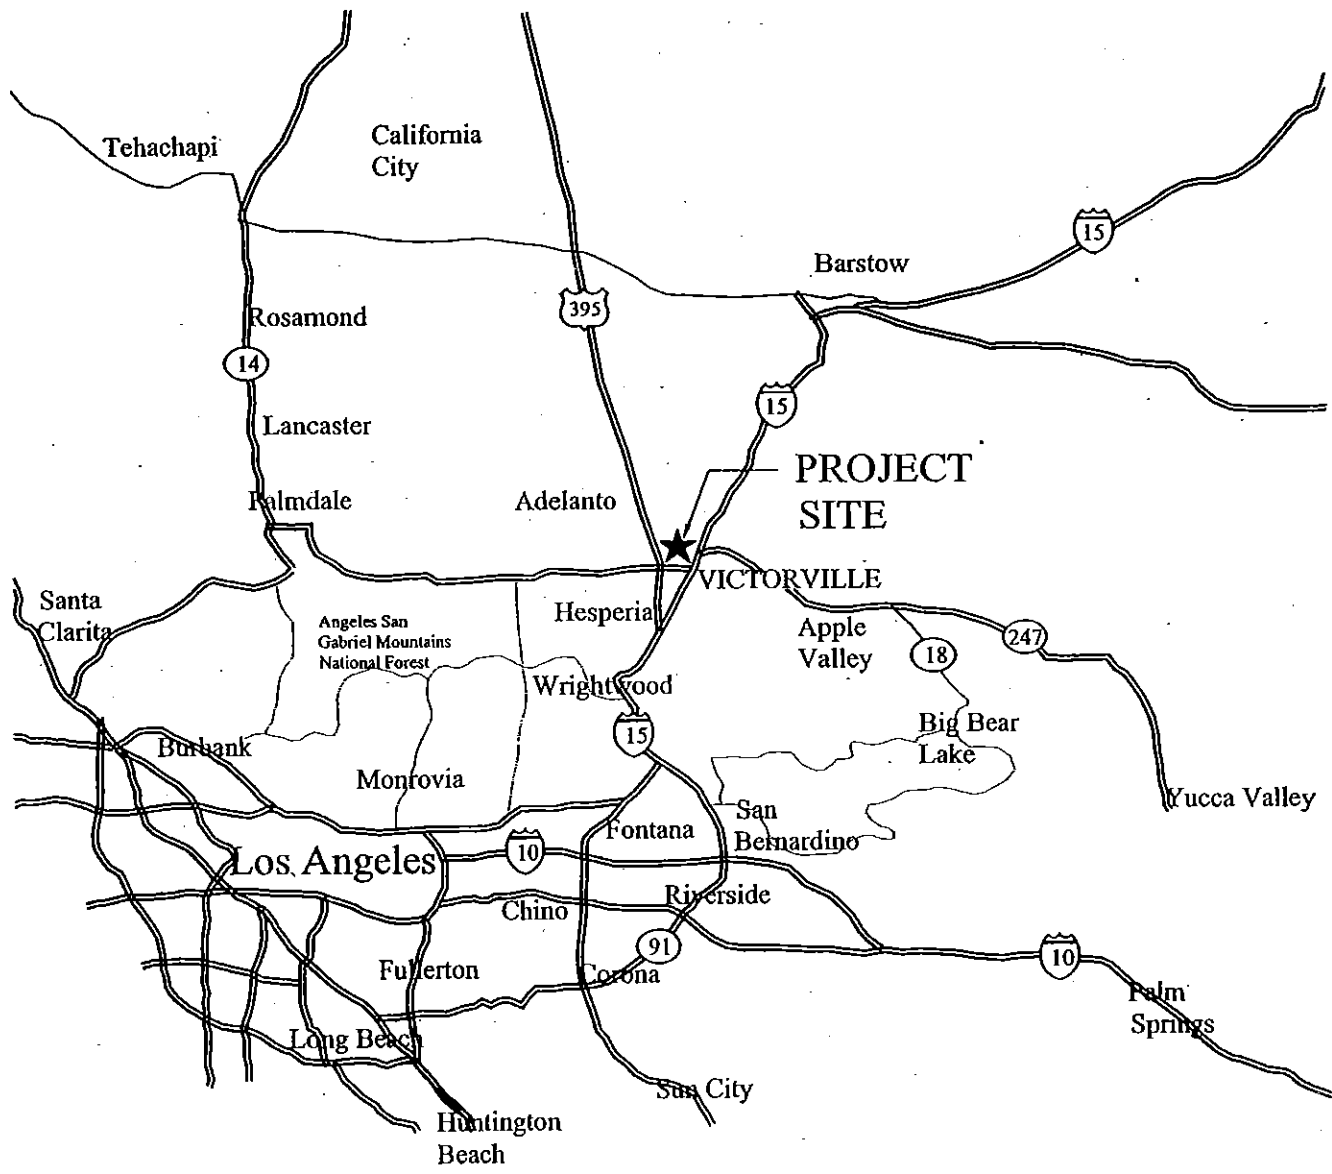 California
City
Tehachapi
15
Barstow
395
Rosamond
14
15
Lancaster
PROJECT
SITE
Palmdale
Adelanto
VICTORVILLE
Santa
Clarita
Hesperia
Angeles San
Gabriel Mountains
National Forest
Apple
Valley
247
18
Wrightwood
15
Big Bear
Lake
Burbank
Monrovia
Yucca Valley
San
Bernardino
Fontana
10
Los Angeles
Riverside
Chino
91
10
Fullerton
Corona
Palm
Springs
Long Beach
Sun City
Huntington
Beach